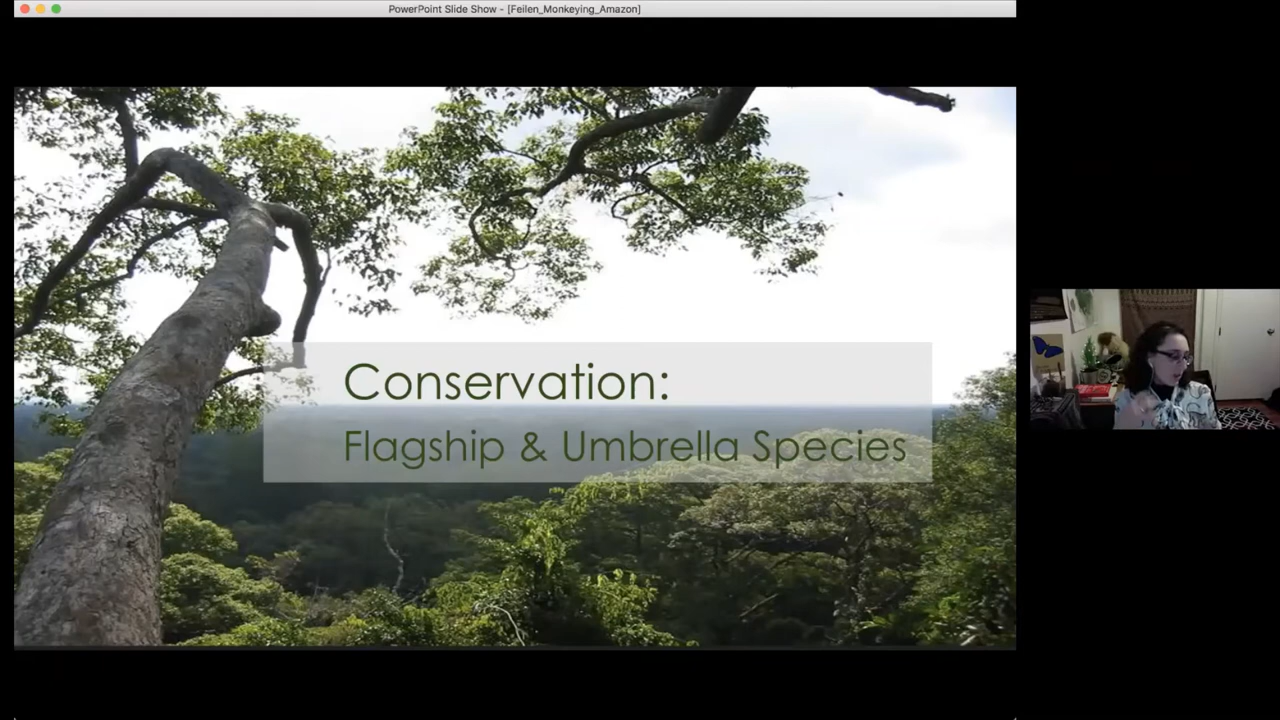 PowerPoint Slide Show - [Feilen_Monkeying_Amazon]
Conservation:
Flagship & Umbrella Species